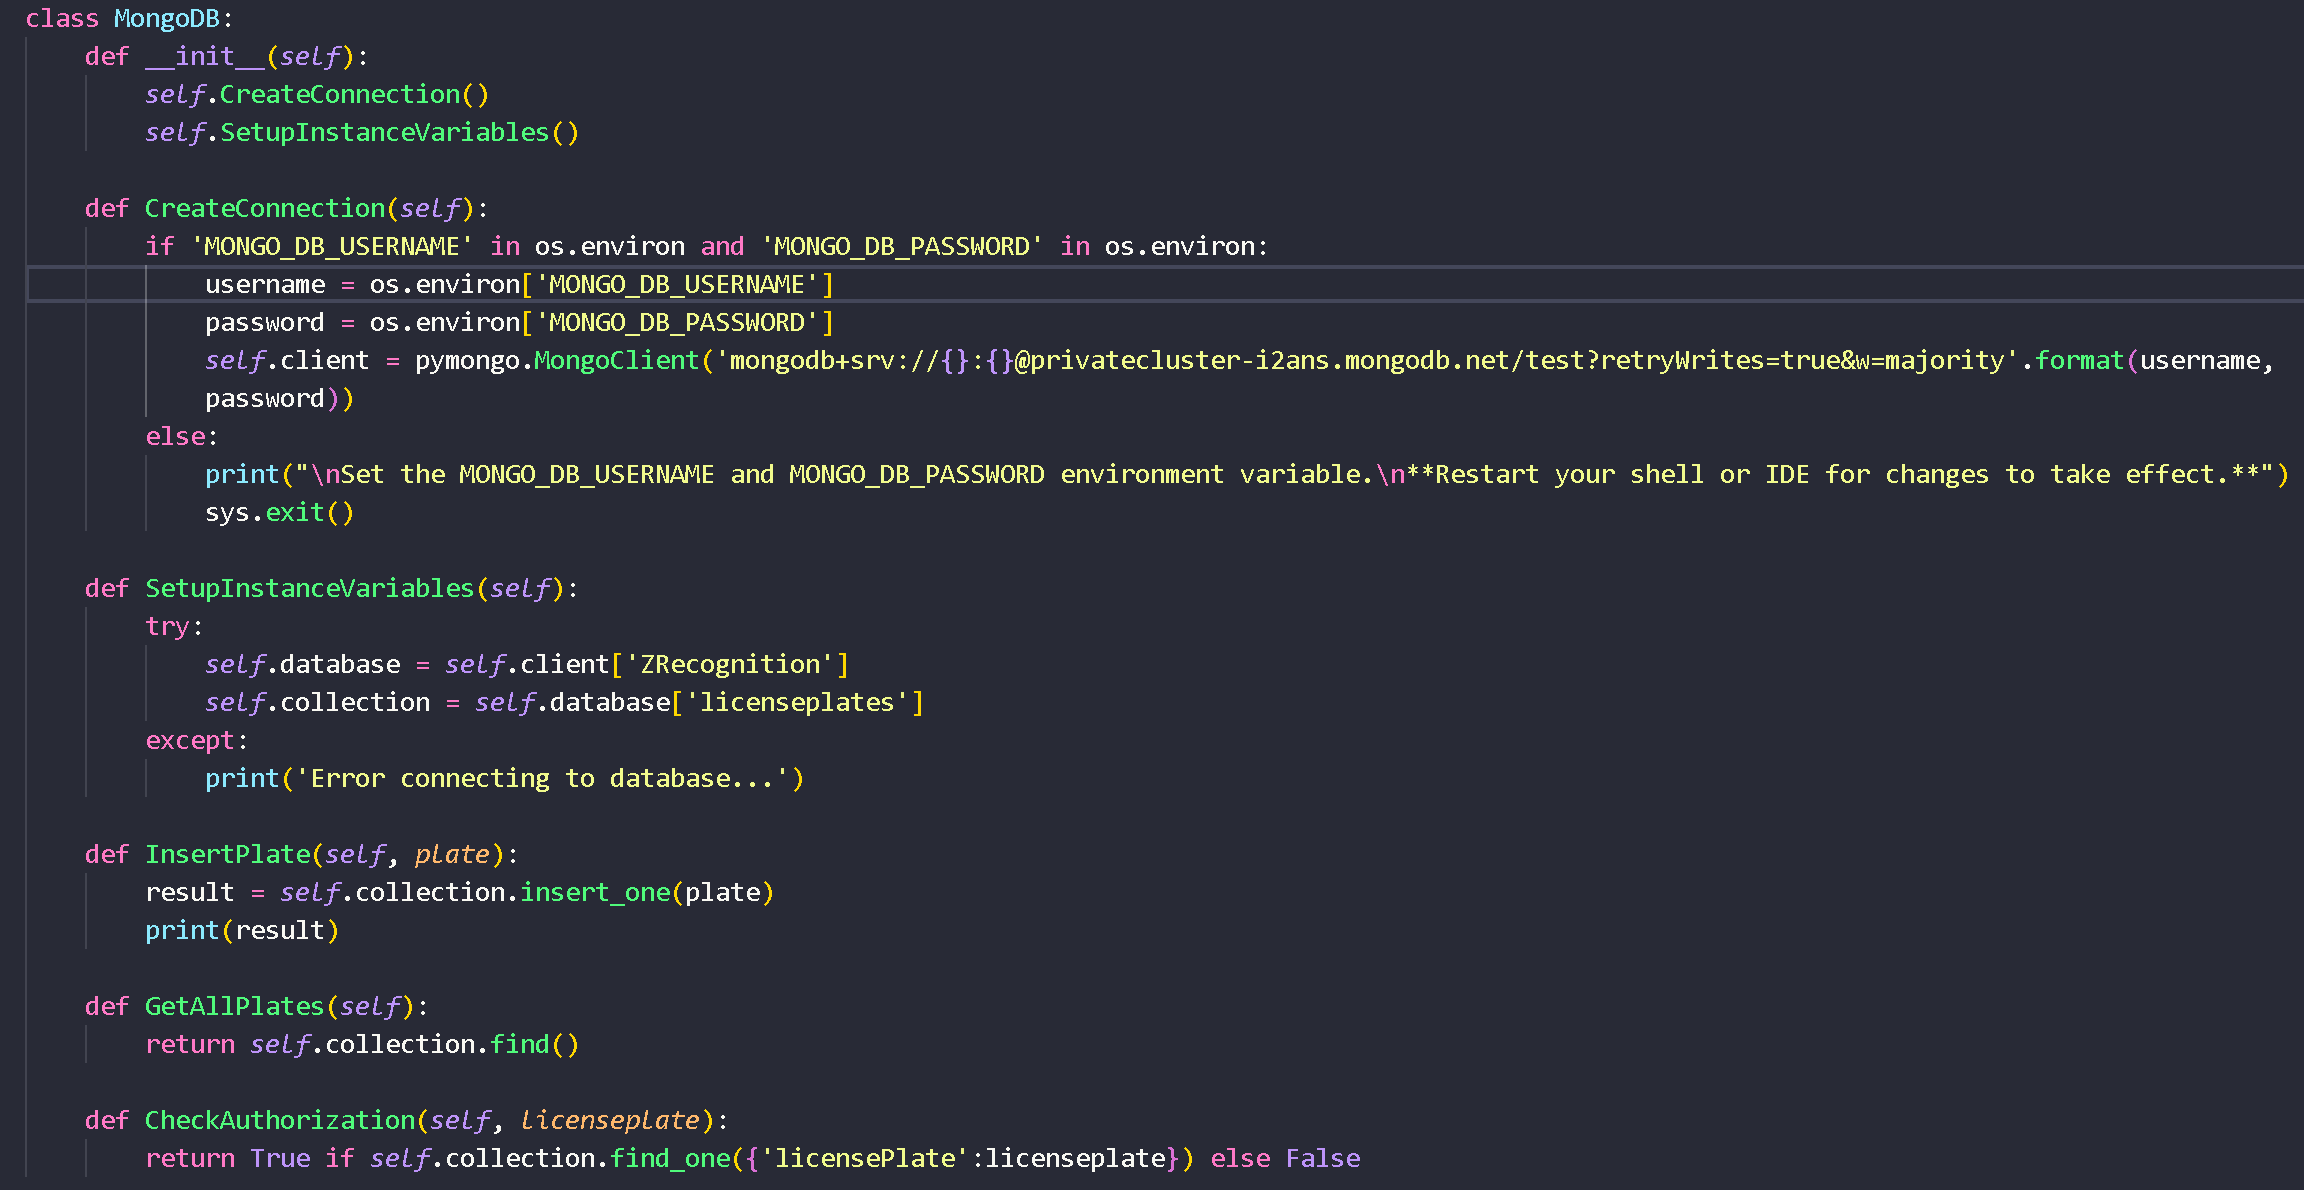 class MongoDB:
    def __init__(self):
        self.CreateConnection()
        self.SetupInstanceVariables()

    def CreateConnection(self):
        if 'MONGO_DB_USERNAME' in os.environ and 'MONGO_DB_PASSWORD' in os.environ:
            username = os.environ['MONGO_DB_USERNAME']
            password = os.environ['MONGO_DB_PASSWORD']
            self.client = pymongo.MongoClient('mongodb+srv://{}:{}@privatecluster-i2ans.mongodb.net/test?retryWrites=true&w=majority'.format(username,
            password))
        else:
            print("\nSet the MONGO_DB_USERNAME and MONGO_DB_PASSWORD environment variable.\n**Restart your shell or IDE for changes to take effect.**")
            sys.exit()

    def SetupInstanceVariables(self):
        try:
            self.database = self.client['ZRecognition']
            self.collection = self.database['licenseplates']
        except:
            print('Error connecting to database...')

    def InsertPlate(self, plate):
        result = self.collection.insert_one(plate)
        print(result)

    def GetAllPlates(self):
        return self.collection.find()

    def CheckAuthorization(self, licenseplate):
        return True if self.collection.find_one({'licensePlate':licenseplate}) else False